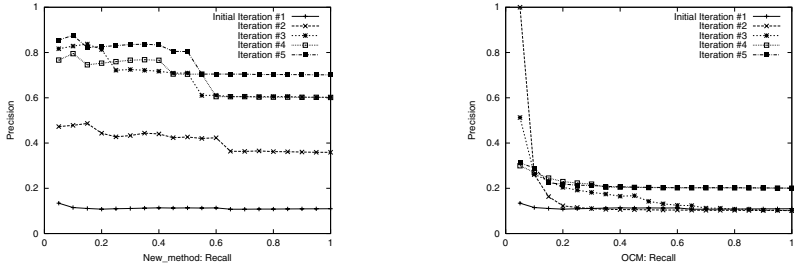 1
0.8
0.6
0.4
0.2
0
Precision
0 0.2 0.4 0.6 0.8 1
New_method: Recall
Initial Iteration #1
Iteration #2
Iteration #3
Iteration #4
Iteration #5
1
0.8
0.6
0.4
0.2
0
Precision
0 0.2 0.4 0.6 0.8 1
OCM: Recall
Initial Iteration #1
Iteration #2
Iteration #3
Iteration #4
Iteration #5